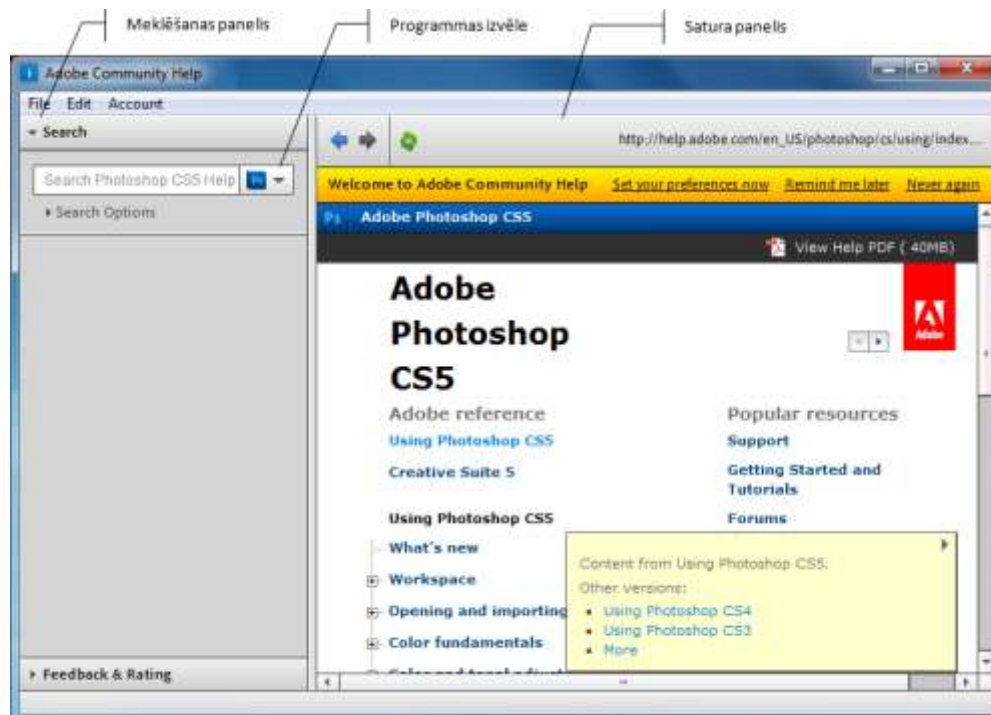 Meklēšanas panelis
Programmas izvēle
Satura panelis
Adobe Community Help
File Edit Account
Search
http://help.adobe.com/en_US/photoshop/cs/using/index....
Search Photoshop CS5 Help
Ps
Welcome to Adobe Community Help Set your preferences now Remind me later Never again
Search Options
Ps Adobe Photoshop CS5
View Help PDF ( 40MB)
Adobe
Photoshop
CS5
Adobe
Adobe reference
Popular resources
Using Photoshop CS5
Support
Creative Suite 5
Getting Started and
Tutorials
Using Photoshop CS5
Forums
What's new
Workspace
Opening and importing
Color fundamentals
Content from Using Photoshop CS5.
Other versions:
Using Photoshop CS4
Using Photoshop CS3
More
Feedback & Rating